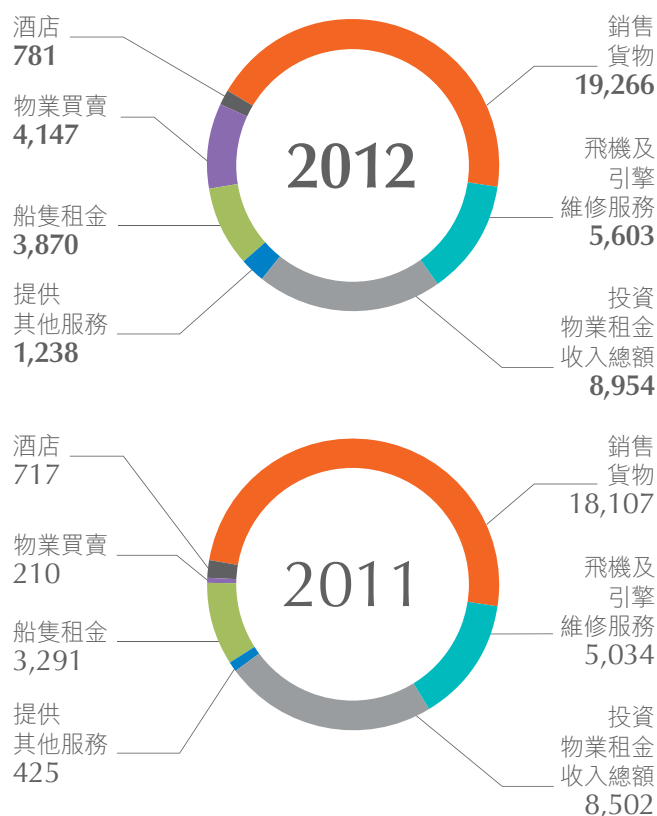 酒店
781
物業買賣
4,147
船隻租金
3,870
提供
其他服務
1,238
2012
銷售
貨物
19,266
飛機及
引擎
維修服務
5,603
投資
物業租金
收入總額
8,954
酒店
717
物業買賣
210
船隻租金
3,291
提供
其他服務
425
2011
銷售
貨物
18,107
飛機及
引擎
維修服務
5,034
投資
物業租金
收入總額
8,502